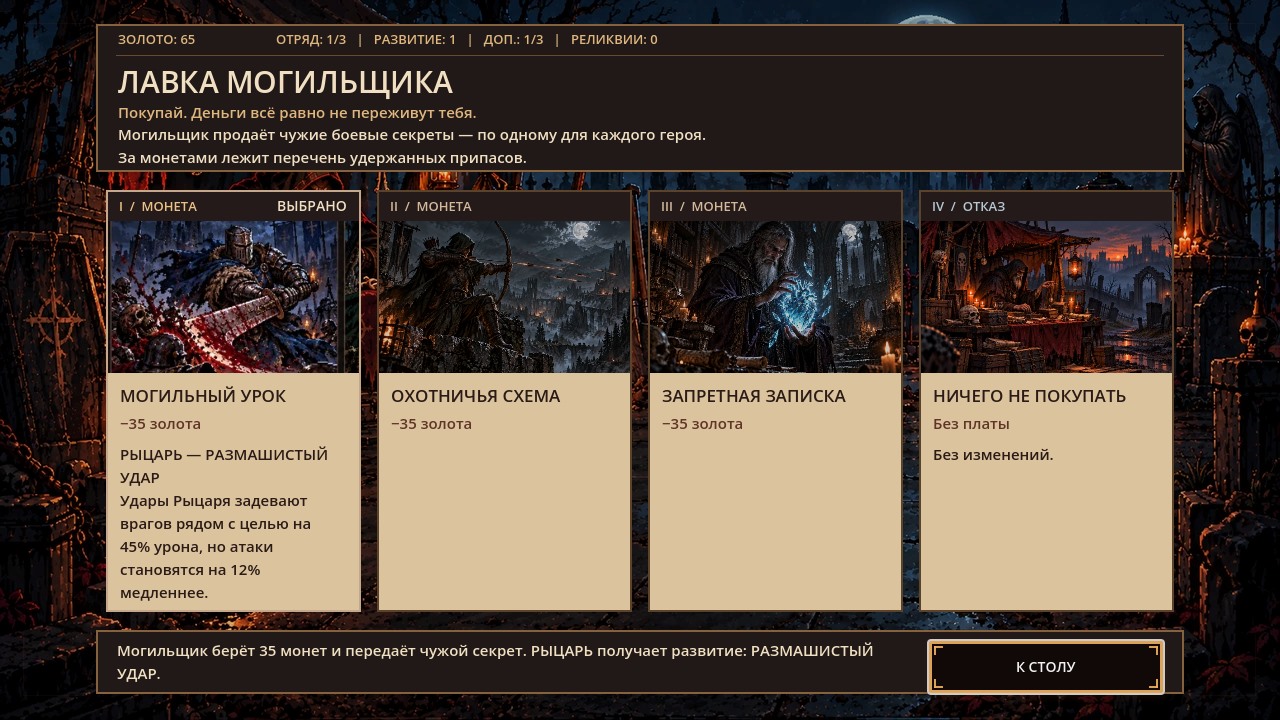 ЗОЛОТО: 65 ОТРЯД: 1/3 | РАЗВИТИЕ: 1 | ДОП.: 1/3 | РЕЛИКВИИ: 0
ЛАВКА МОГИЛЬЩИКА
Покупай. Деньги всё равно не переживут тебя.
Могильщик продаёт чужие боевые секреты — по одному для каждого героя.
За монетами лежит перечень удержанных припасов.
I / МОНЕТА ВЫБРАНО
МОГИЛЬНЫЙ УРОК
−35 золота
РЫЦАРЬ — РАЗМАШИСТЫЙ
УДАР
Удары Рыцаря задевают
врагов рядом с целью на
45% урона, но атаки
становятся на 12%
медленнее.
II / МОНЕТА
ОХОТНИЧЬЯ СХЕМА
−35 золота
III / МОНЕТА
ЗАПРЕТНАЯ ЗАПИСКА
−35 золота
IV / ОТКАЗ
НИЧЕГО НЕ ПОКУПАТЬ
Без платы
Без изменений.
Могильщик берёт 35 монет и передаёт чужой секрет. РЫЦАРЬ получает развитие: РАЗМАШИСТЫЙ
УДАР.
К СТОЛУ